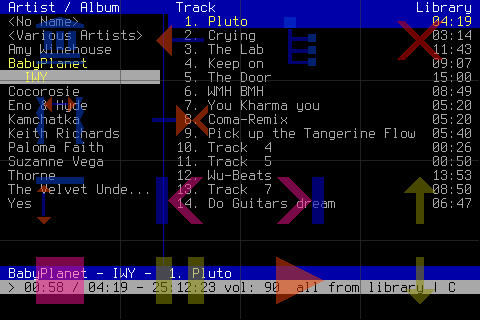 Artist / Album Track Library
<No Name> 1. Pluto 04:19
<Various Artists> 2. Crying 03:14
Amy Winehouse 3. The Lab 11:43
BabyPlanet 4. Keep on 09:07
IWY 5. The Door 15:00
Cocorosie 6. WMH BMH 08:49
Eno & Hyde 7. You Kharma you 05:20
Kamchatka 8. Coma-Remix 05:20
Keith Richards 9. Pick up the Tangerine Flow 05:40
Paloma Faith 10. Track 4 00:26
Suzanne Vega 11. Track 5 00:50
Thorne 12. Wu-Beats 13:53
The Velvet Unde... 13. Track 7 08:50
Yes 14. Do Guitars dream 06:47
BabyPlanet - IWY - 1. Pluto
> 00:58 / 04:19 - 25:12:23 vol: 90 all from library | C